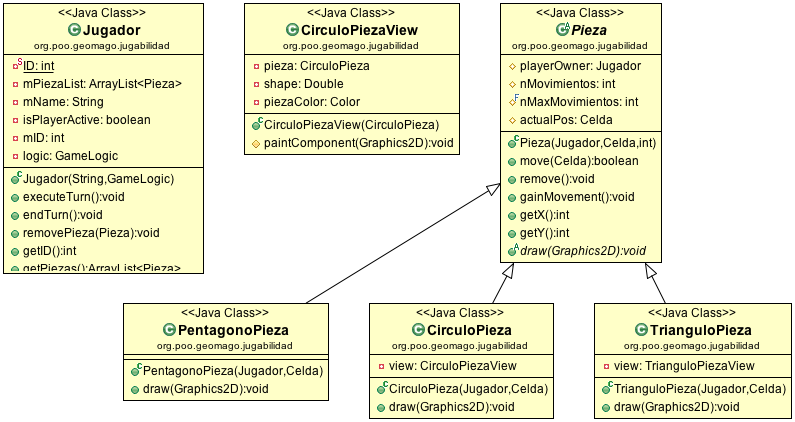 <<Java Class>>
Jugador
org.poo.geomago.jugabilidad
ID: int
mPiezaList: ArrayList<Pieza>
mName: String
isPlayerActive: boolean
mID: int
logic: GameLogic
Jugador(String,GameLogic)
executeTurn():void
endTurn():void
removePieza(Pieza):void
getID():int
getPiezas():ArrayList<Pieza>
<<Java Class>>
CirculoPiezaView
org.poo.geomago.jugabilidad
pieza: CirculoPieza
shape: Double
piezaColor: Color
CirculoPiezaView(CirculoPieza)
paintComponent(Graphics2D):void
<<Java Class>>
Pieza
org.poo.geomago.jugabilidad
playerOwner: Jugador
nMovimientos: int
nMaxMovimientos: int
actualPos: Celda
Pieza(Jugador,Celda,int)
move(Celda):boolean
remove():void
gainMovement():void
getX():int
getY():int
draw(Graphics2D):void
<<Java Class>>
PentagonoPieza
org.poo.geomago.jugabilidad
PentagonoPieza(Jugador,Celda)
draw(Graphics2D):void
<<Java Class>>
CirculoPieza
org.poo.geomago.jugabilidad
view: CirculoPiezaView
CirculoPieza(Jugador,Celda)
draw(Graphics2D):void
<<Java Class>>
TrianguloPieza
org.poo.geomago.jugabilidad
view: TrianguloPiezaView
TrianguloPieza(Jugador,Celda)
draw(Graphics2D):void